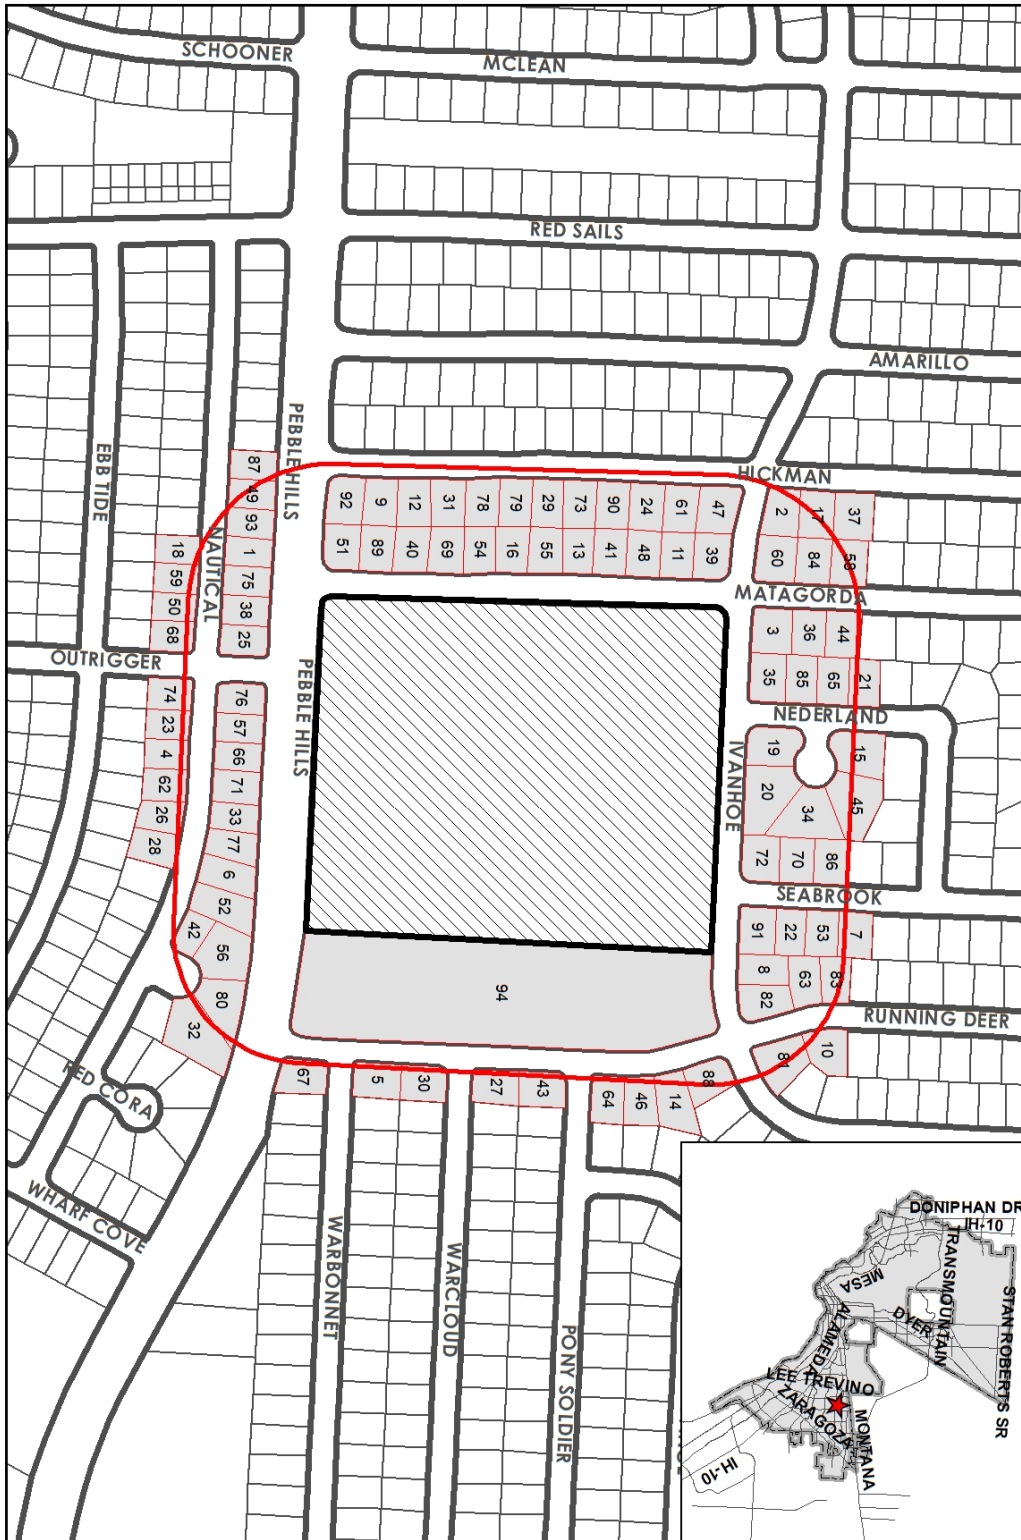 SCHOONER
MCLEAN
RED SAILS
AMARILLO
PEBBLE HILLS
EBB TIDE
HICKMAN
87
49
93
1
75
38
25
NAUTICAL
18
59
50
68
92 9 12 31 78 79 29 73 90 24 61 47
51 89 40 69 54 16 55 13 41 48 11 39
2 17 37
60 84 58
MATAGORDA
3 36 44
35 85 65 21
OUTRIGGER
PEBBLE HILLS
NEDERLAND
74
23
4
62
26
28
76
57
66
71
33
77
6
52
42 56
80
32
IVANHOE
19 15
20 34 45
72 70 86
SEABROOK
91 22 53 7
8 63 83
82
94
RUNNING DEER
81 10
67 5 30 27 43 64 46 14 88
RED CORA
WHARF COVE
WARBONNET
WARCLOUD
PONY SOLDIER
DONIPHAN DR
IH-10
TRANSMOUNTAIN
MESA
STAN ROBERTS SR
DYER
ALAMEDA
LEE TREVINO
ZARAGOZA
MONTANA
IH-10